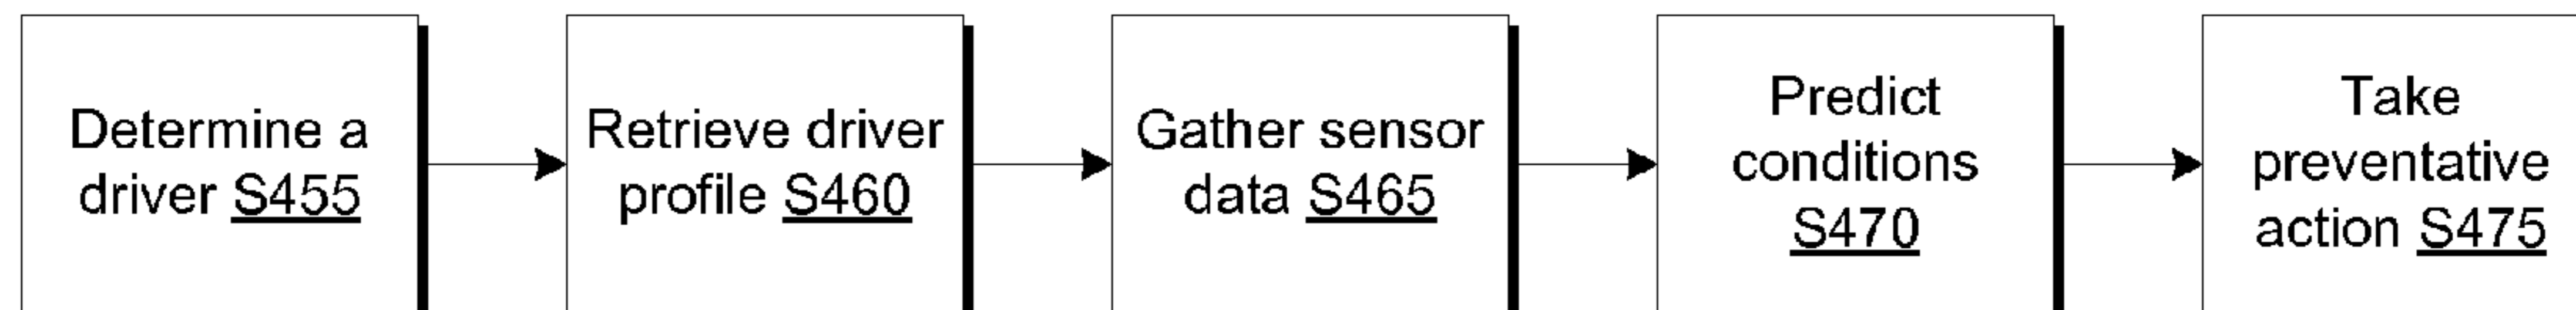 Determine a
driver S455
Retrieve driver
profile S460
Gather sensor
data S465
Predict
conditions
S470
Take
preventative
action S475